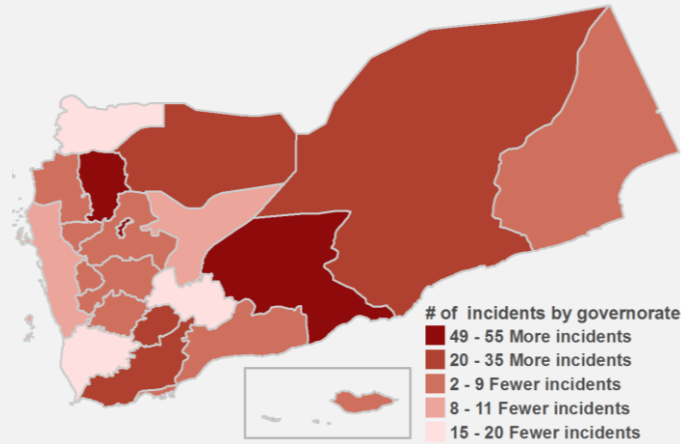 # of incidents by governorate
49 - 55 More incidents
20 - 35 More incidents
2 - 9 Fewer incidents
8 - 11 Fewer incidents
15 - 20 Fewer incidents